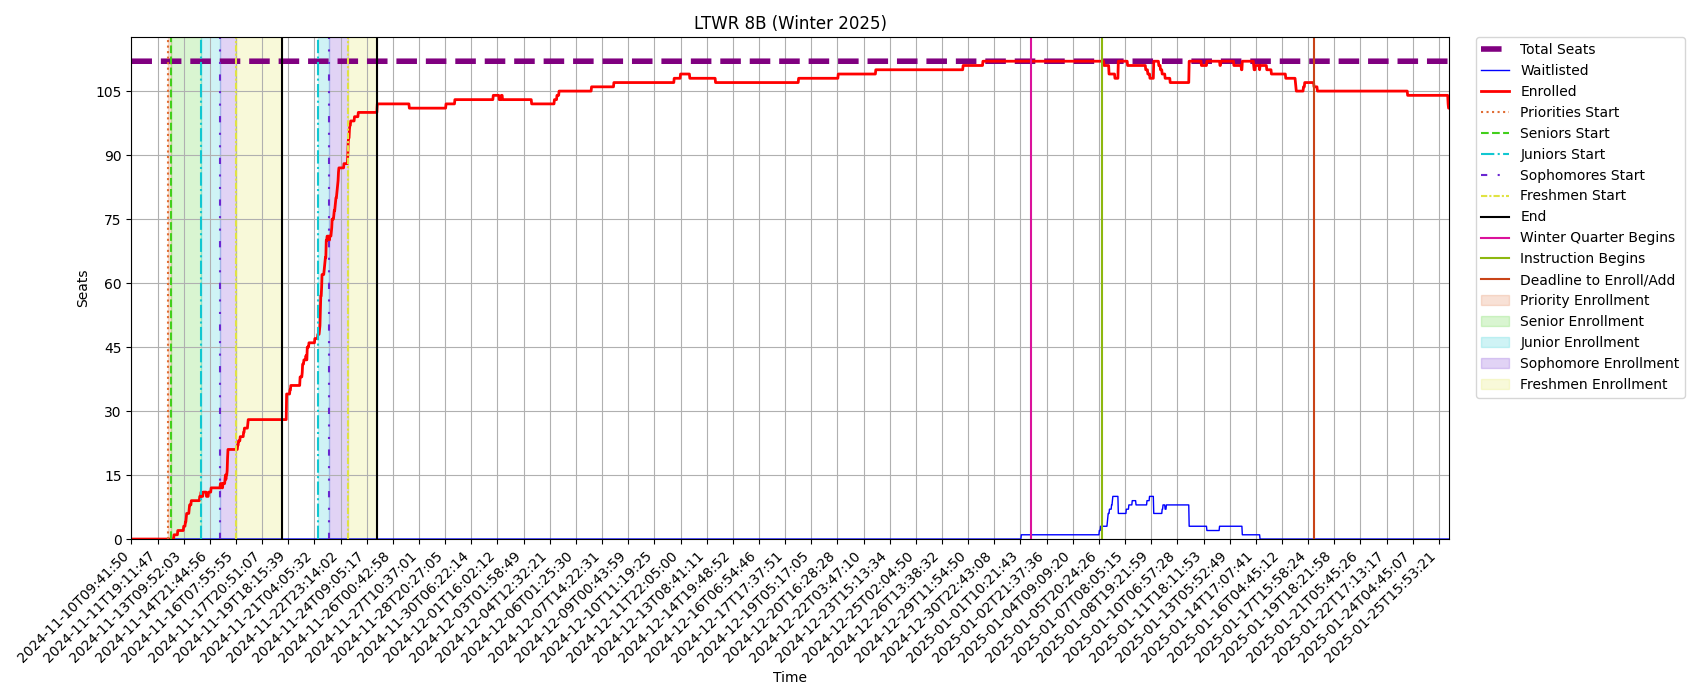 LTWR 8B (Winter 2025)
Seats
105
90
75
60
45
30
15
0
2024-11-10T09:41:50
2024-11-11T19:11:47
2024-11-13T09:52:03
2024-11-14T21:44:56
2024-11-16T07:55:55
2024-11-17T20:51:07
2024-11-19T18:15:39
2024-11-21T04:05:32
2024-11-22T23:14:02
2024-11-24T09:05:17
2024-11-26T00:42:58
2024-11-27T10:37:01
2024-11-28T20:27:05
2024-11-30T06:22:14
2024-12-01T16:02:12
2024-12-03T01:58:49
2024-12-04T12:32:21
2024-12-06T01:25:30
2024-12-07T14:22:31
2024-12-09T00:43:59
2024-12-10T11:19:25
2024-12-11T22:05:00
2024-12-13T08:41:11
2024-12-14T19:48:52
2024-12-16T06:54:46
2024-12-17T17:37:51
2024-12-19T05:17:05
2024-12-20T16:28:28
2024-12-22T03:47:10
2024-12-23T15:13:34
2024-12-25T02:04:50
2024-12-26T13:38:32
2024-12-29T11:54:50
2024-12-30T22:43:08
2025-01-01T10:21:43
2025-01-02T21:37:36
2025-01-04T09:09:20
2025-01-05T20:24:26
2025-01-07T08:05:15
2025-01-08T19:21:59
2025-01-10T06:57:28
2025-01-11T18:11:53
2025-01-13T05:52:49
2025-01-14T17:07:41
2025-01-16T04:45:12
2025-01-17T15:58:24
2025-01-19T18:21:58
2025-01-21T05:45:26
2025-01-22T17:13:17
2025-01-24T04:45:07
2025-01-25T15:53:21
Time
Total Seats
Waitlisted
Enrolled
Priorities Start
Seniors Start
Juniors Start
Sophomores Start
Freshmen Start
End
Winter Quarter Begins
Instruction Begins
Deadline to Enroll/Add
Priority Enrollment
Senior Enrollment
Junior Enrollment
Sophomore Enrollment
Freshmen Enrollment